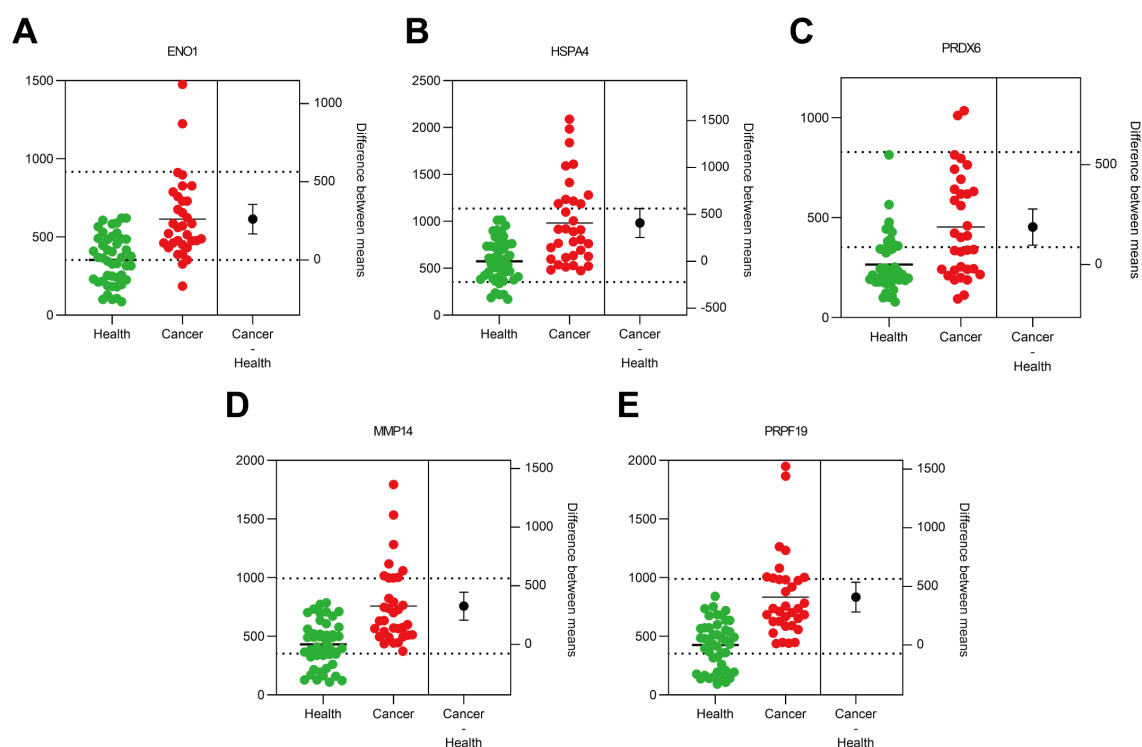 A
ENO1
1500
1000
500
0
1000
500
0
Difference between means
Health
Cancer
Cancer
-
Health
B
HSPA4
2500
2000
1500
1000
500
0
1500
1000
500
0
-500
Difference between means
Health
Cancer
Cancer
-
Health
C
PRDX6
1000
500
0
500
0
Difference between means
Health
Cancer
Cancer
-
Health
D
MMP14
2000
1500
1000
500
0
1500
1000
500
0
Difference between means
Health
Cancer
Cancer
-
Health
E
PRPF19
2000
1500
1000
500
0
1500
1000
500
0
Difference between means
Health
Cancer
Cancer
-
Health